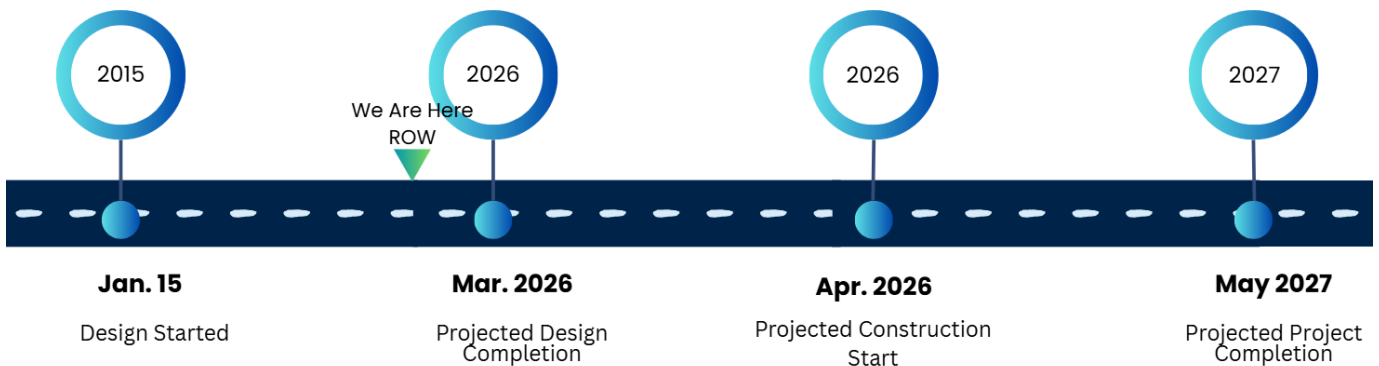 2015
2026
2026
2027
We Are Here
ROW
Jan. 15
Mar. 2026
Apr. 2026
May 2027
Design Started
Projected Design
Completion
Projected Construction
Start
Projected Project
Completion